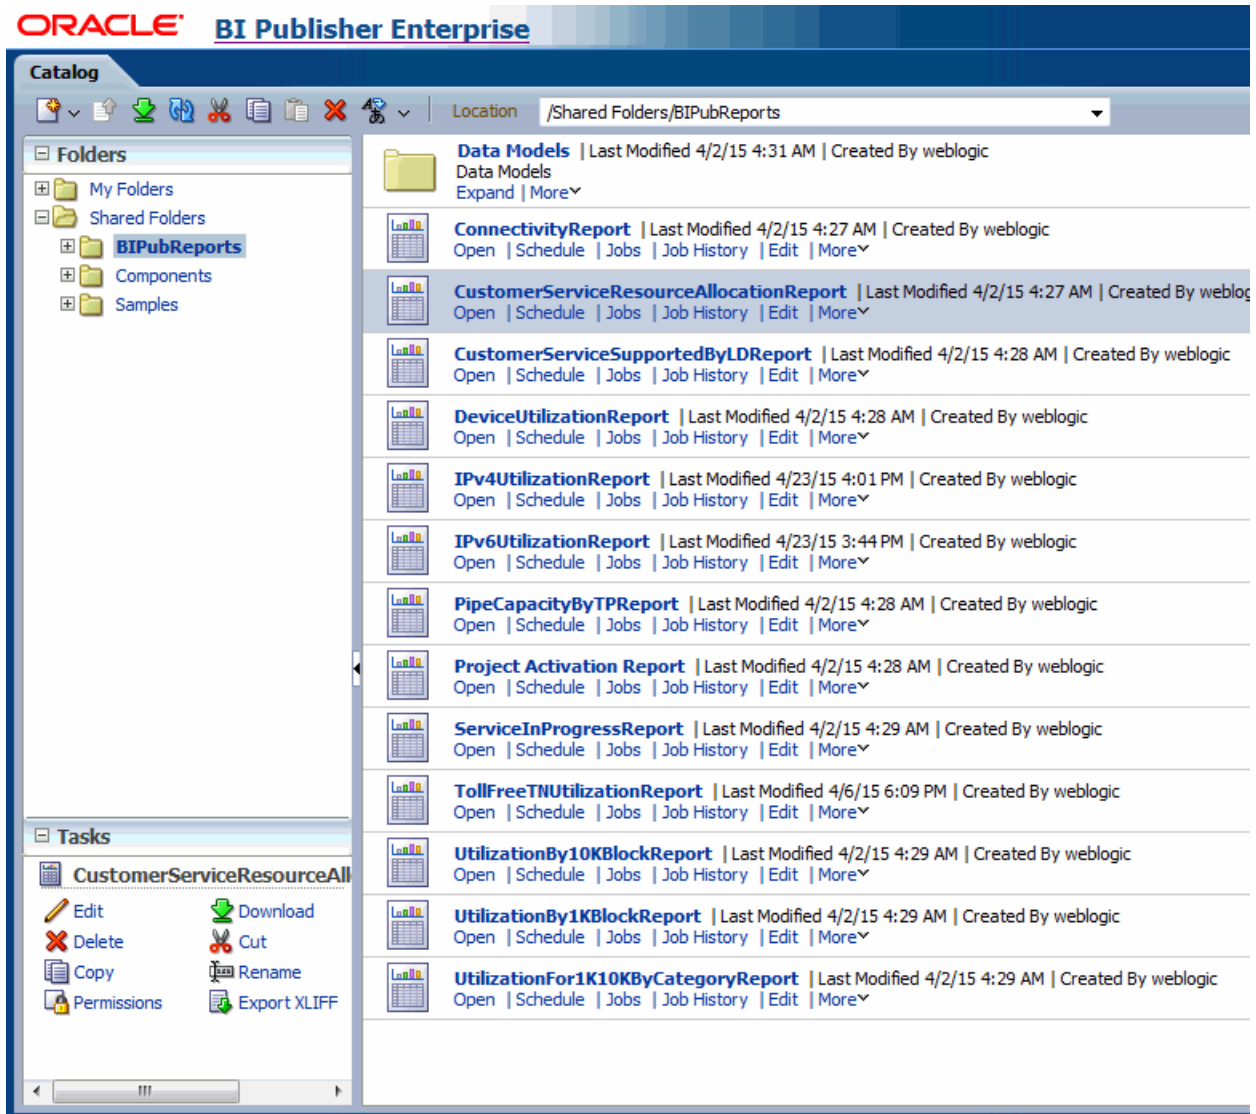 ORACLE BI Publisher Enterprise
Catalog
Location /Shared Folders/BIPubReports
Folders
My Folders
Shared Folders
BIPubReports
Components
Samples
Tasks
CustomerServiceResourceAll
Edit Download
Delete Cut
Copy Rename
Permissions Export XLIFF
Data Models | Last Modified 4/2/15 4:31 AM | Created By weblogic
Data Models
Expand | More
ConnectivityReport | Last Modified 4/2/15 4:27 AM | Created By weblogic
Open | Schedule | Jobs | Job History | Edit | More
CustomerServiceResourceAllocationReport | Last Modified 4/2/15 4:27 AM | Created By weblog
Open | Schedule | Jobs | Job History | Edit | More
CustomerServiceSupportedByLDReport | Last Modified 4/2/15 4:28 AM | Created By weblogic
Open | Schedule | Jobs | Job History | Edit | More
DeviceUtilizationReport | Last Modified 4/2/15 4:28 AM | Created By weblogic
Open | Schedule | Jobs | Job History | Edit | More
IPv4UtilizationReport | Last Modified 4/23/15 4:01 PM | Created By weblogic
Open | Schedule | Jobs | Job History | Edit | More
IPv6UtilizationReport | Last Modified 4/23/15 3:44 PM | Created By weblogic
Open | Schedule | Jobs | Job History | Edit | More
PipeCapacityByTPReport | Last Modified 4/2/15 4:28 AM | Created By weblogic
Open | Schedule | Jobs | Job History | Edit | More
Project Activation Report | Last Modified 4/2/15 4:28 AM | Created By weblogic
Open | Schedule | Jobs | Job History | Edit | More
ServiceInProgressReport | Last Modified 4/2/15 4:29 AM | Created By weblogic
Open | Schedule | Jobs | Job History | Edit | More
TollFreeTNUtilizationReport | Last Modified 4/6/15 6:09 PM | Created By weblogic
Open | Schedule | Jobs | Job History | Edit | More
UtilizationBy10KBlockReport | Last Modified 4/2/15 4:29 AM | Created By weblogic
Open | Schedule | Jobs | Job History | Edit | More
UtilizationBy1KBlockReport | Last Modified 4/2/15 4:29 AM | Created By weblogic
Open | Schedule | Jobs | Job History | Edit | More
UtilizationFor1K10KByCategoryReport | Last Modified 4/2/15 4:29 AM | Created By weblogic
Open | Schedule | Jobs | Job History | Edit | More